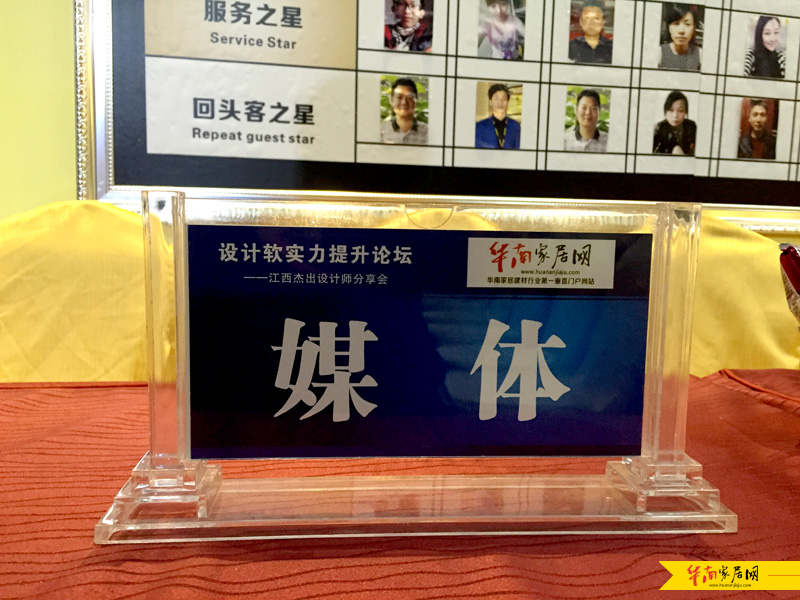 服务之星
Service Star
回头客之星
Repeat guest star
设计软实力提升论坛
——江西杰出设计师分享会
华南家居网
www.huananjiaju.com
华南家居建材行业第一垂直门户网站
媒 体
华南家居网
www.huananjiaju.com